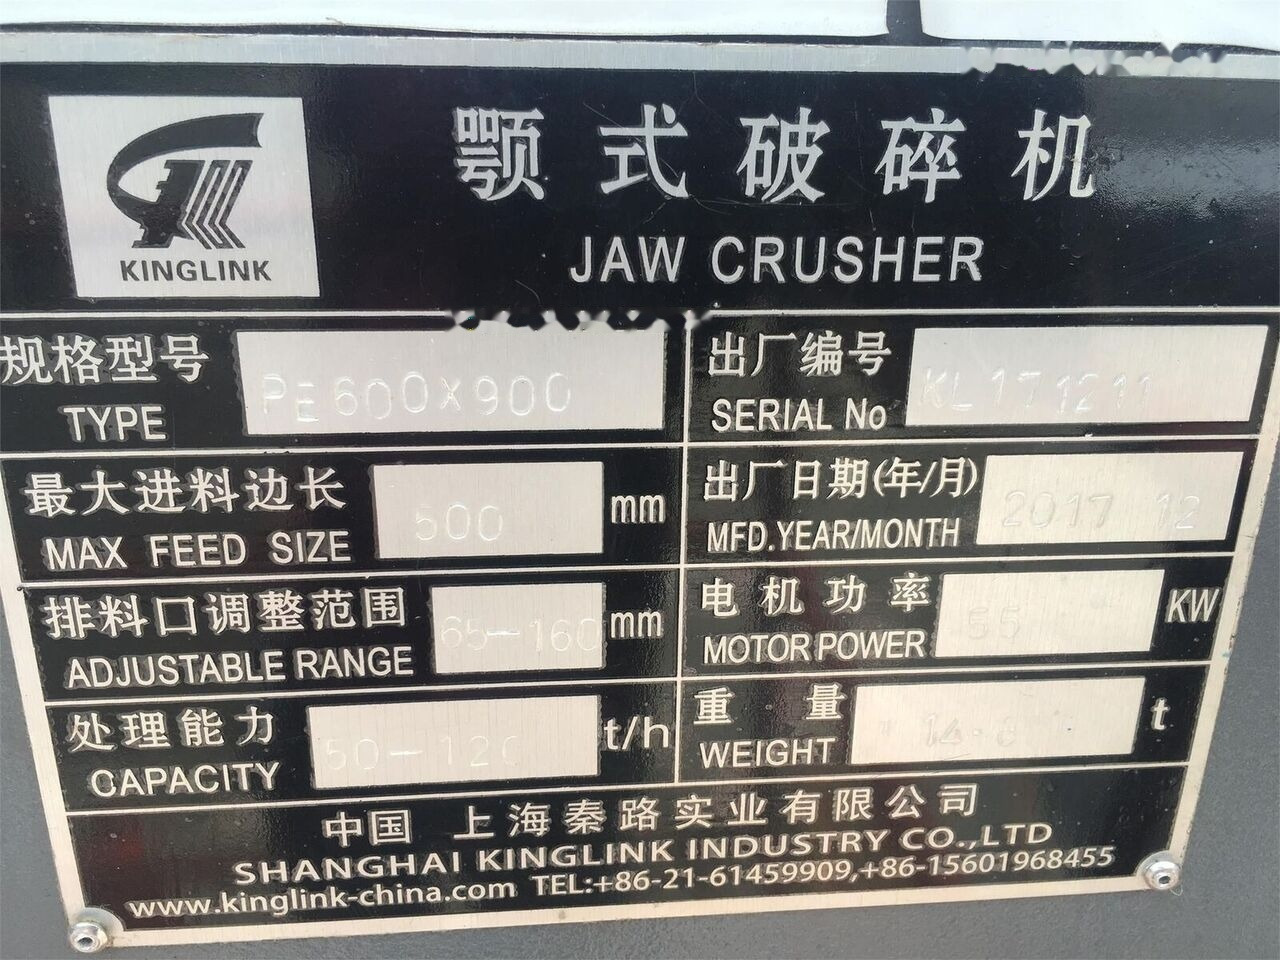 KINGLINK
颚式破碎机
JAW CRUSHER
规格型号
TYPE
PE600X900
出厂编号
SERIAL No
KL171211
最大进料边长
MAX FEED SIZE
500
mm
出厂日期(年/月)
MFD.YEAR/MONTH
2017 12
排料口调整范围
ADJUSTABLE RANGE
65-160
mm
电机功率
MOTOR POWER
55
KW
处理能力
CAPACITY
50-120
t/h
重量
WEIGHT
t
中国 上海秦路实业有限公司
SHANGHAI KINGLINK INDUSTRY CO.,LTD
www.kinglink-china.com TEL:+86-21-61459909,+86-15601968455